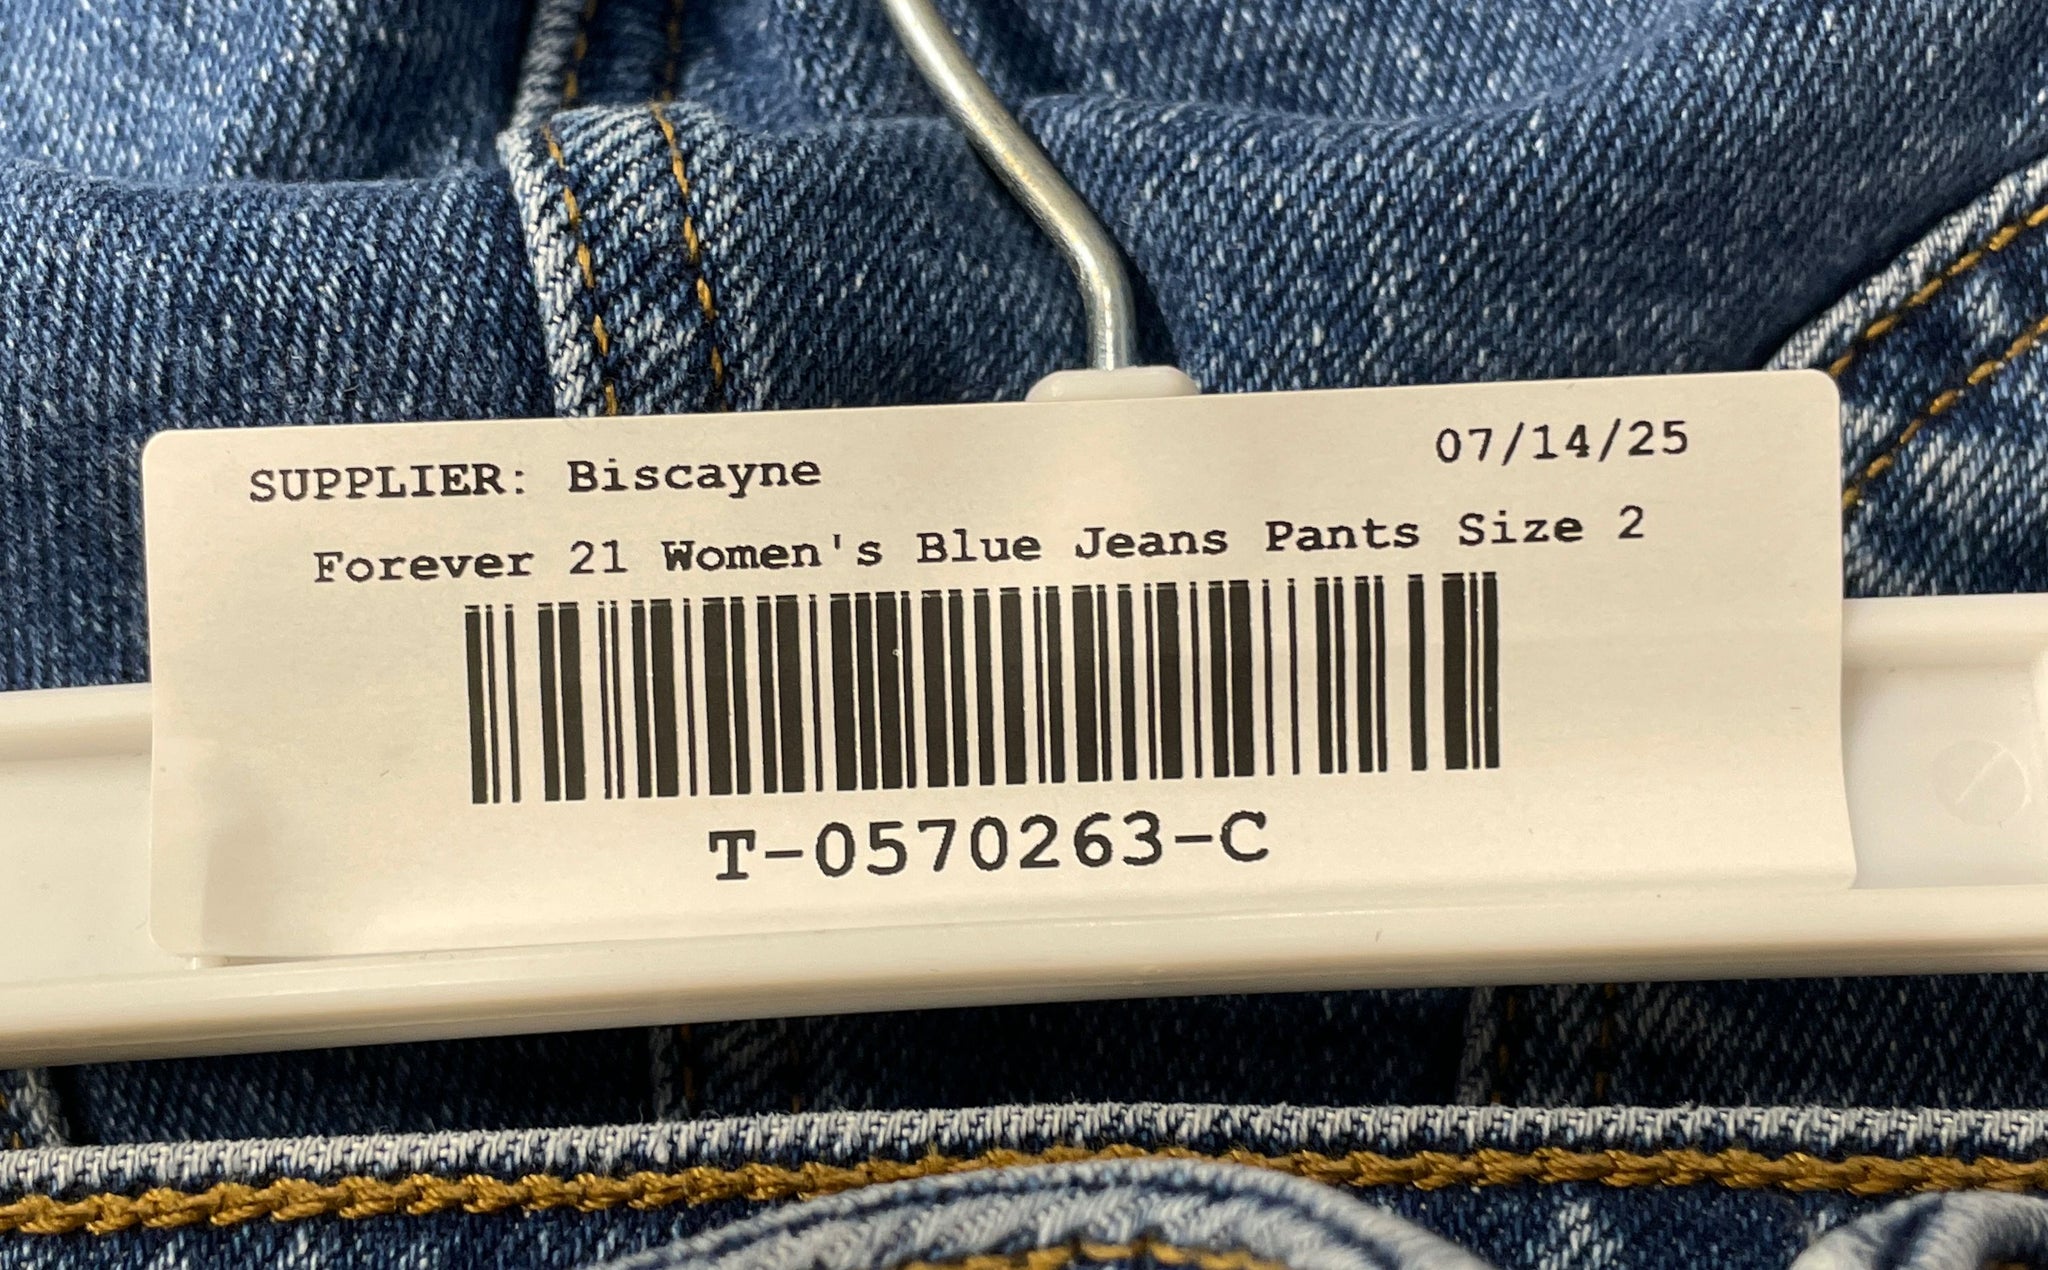 SUPPLIER: Biscayne 07/14/25
Forever 21 Women's Blue Jeans Pants Size 2
T-0570263-C